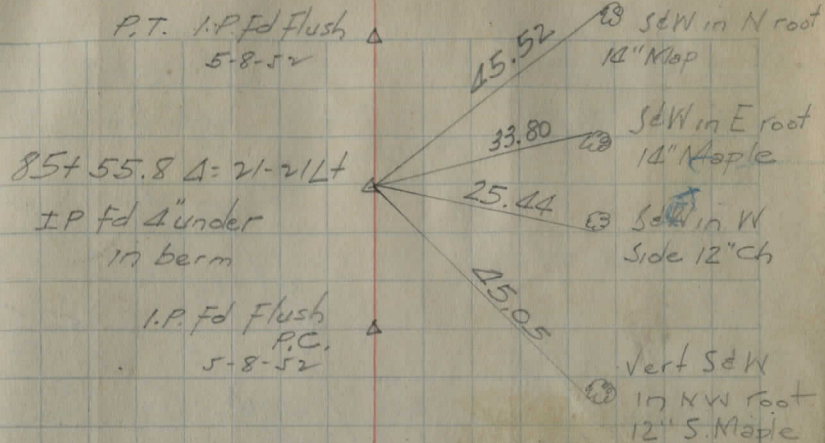 P.T. I.P. Fd Flush
5-8-52
85+55.8 Δ=21-21Lt
IP Fd 4" under
in berm
I.P. Fd Flush
P.C.
5-8-52
45.52
33.80
25.44
45.05
S&W in N root
14" Map
S&W in E root
14" Maple
S&W in W
Side 12" Ch
Vert S&W
in NW root
12" S. Maple